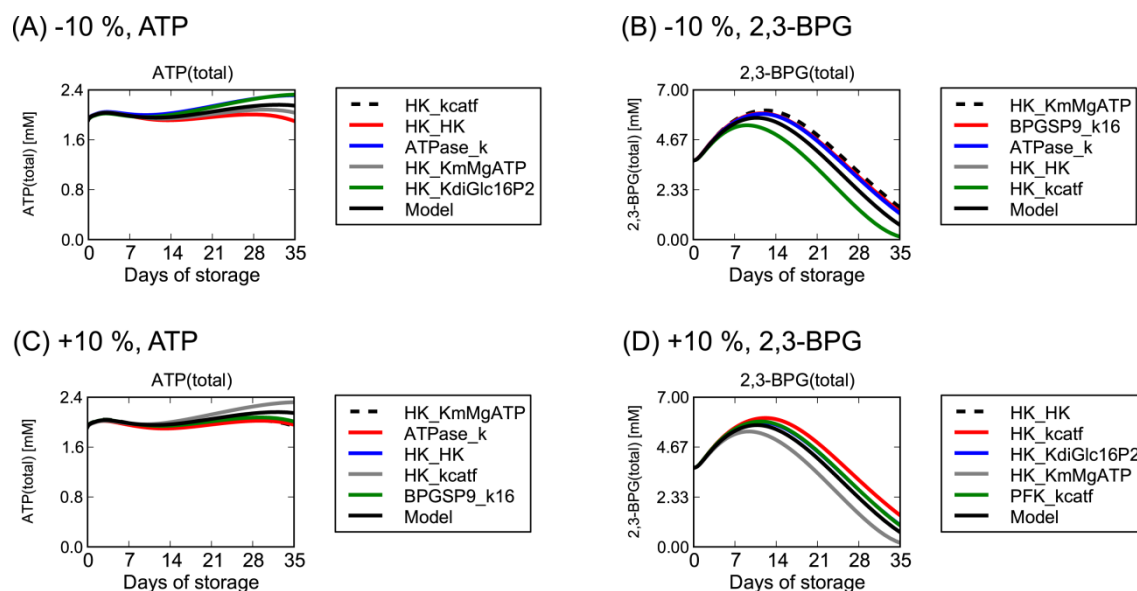 (A) -10 %, ATP
ATP(total)
ATP(total) [mM]
2.4
1.6
0.8
0.0
0 7 14 21 28 35
Days of storage
HK_kcatf
HK_HK
ATPase_k
HK_KmMgATP
HK_KdiGlc16P2
Model
(B) -10 %, 2,3-BPG
2,3-BPG(total)
2,3-BPG(total) [mM]
7.00
4.67
2.33
0.00
0 7 14 21 28 35
Days of storage
HK_KmMgATP
BPGSP9_k16
ATPase_k
HK_HK
HK_kcatf
Model
(C) +10 %, ATP
ATP(total)
ATP(total) [mM]
2.4
1.6
0.8
0.0
0 7 14 21 28 35
Days of storage
HK_KmMgATP
ATPase_k
HK_HK
HK_kcatf
BPGSP9_k16
Model
(D) +10 %, 2,3-BPG
2,3-BPG(total)
2,3-BPG(total) [mM]
7.00
4.67
2.33
0.00
0 7 14 21 28 35
Days of storage
HK_HK
HK_kcatf
HK_KdiGlc16P2
HK_KmMgATP
PFK_kcatf
Model